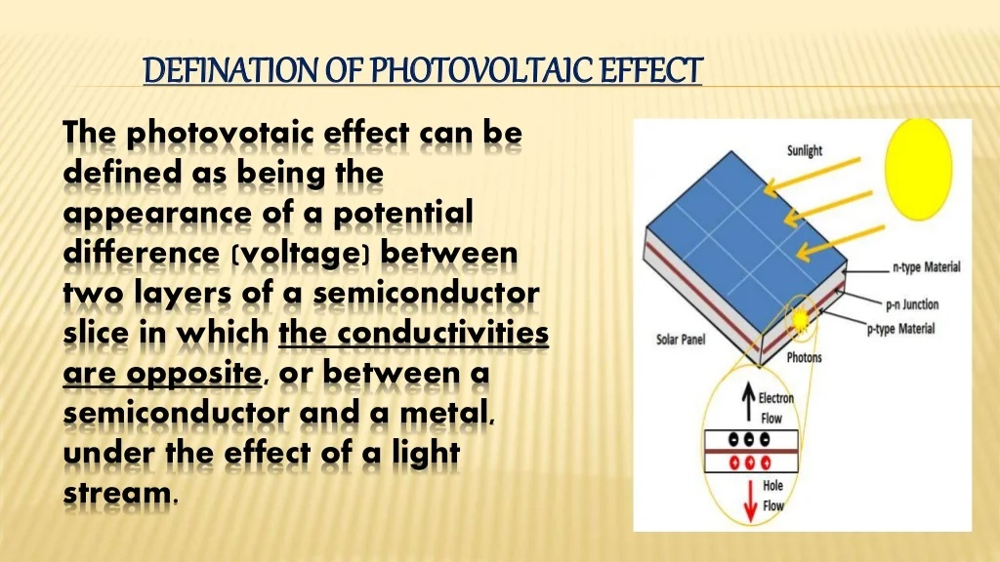 DEFINATION OF PHOTOVOLTAIC EFFECT
The photovotaic effect can be
defined as being the
appearance of a potential
difference (voltage) between
two layers of a semiconductor
slice in which the conductivities
are opposite, or between a
semiconductor and a metal,
under the effect of a light
stream.
Sunlight
n-type Material
p-n Junction
p-type Material
Solar Panel
Photons
Electron
Flow
Hole
Flow